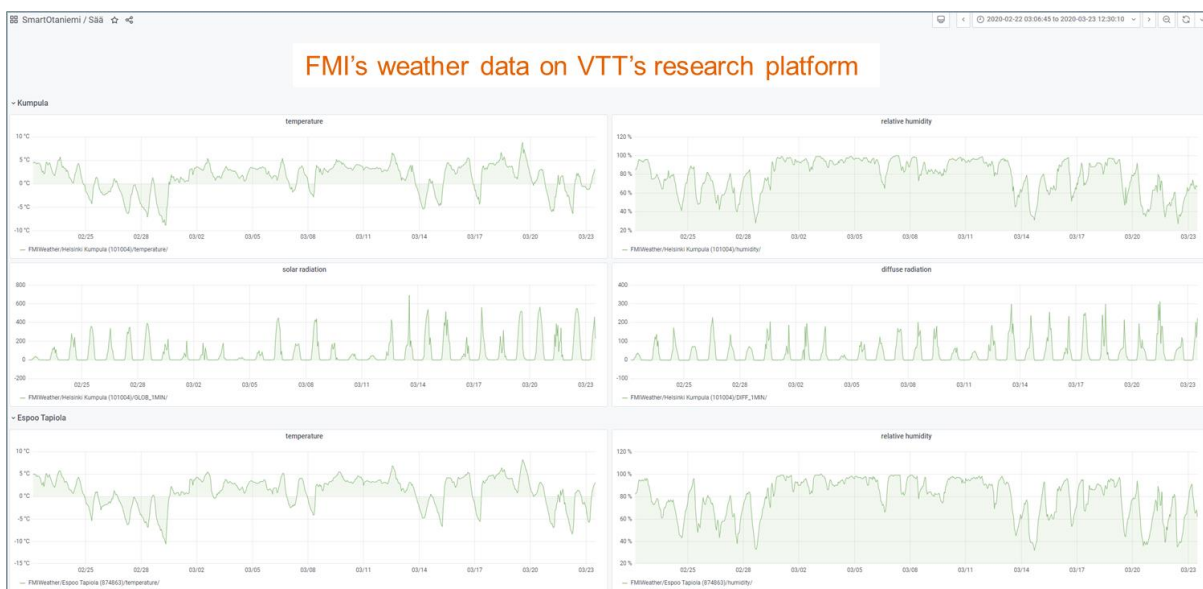 SmartOtaniemi / Sää
2020-02-22 03:06:45 to 2020-03-23 12:30:10
FMI's weather data on VTT's research platform
Kumpula
temperature
10 °C
5 °C
0 °C
-5 °C
-10 °C
02/25 02/28 03/02 03/05 03/08 03/11 03/14 03/17 03/20 03/23
FMIWeather/Helsinki Kumpula (101004)/temperature/
relative humidity
120 %
100 %
80 %
60 %
40 %
20 %
02/25 02/28 03/02 03/05 03/08 03/11 03/14 03/17 03/20 03/23
FMIWeather/Helsinki Kumpula (101004)/humidity/
solar radiation
800
600
400
200
0
-200
02/25 02/28 03/02 03/05 03/08 03/11 03/14 03/17 03/20 03/23
FMIWeather/Helsinki Kumpula (101004)/GLOB_1MIN/
diffuse radiation
400
300
200
100
0
-100
02/25 02/28 03/02 03/05 03/08 03/11 03/14 03/17 03/20 03/23
FMIWeather/Helsinki Kumpula (101004)/DIFF_1MIN/
Espoo Tapiola
temperature
10 °C
5 °C
0 °C
-5 °C
-10 °C
-15 °C
02/25 02/28 03/02 03/05 03/08 03/11 03/14 03/17 03/20 03/23
FMIWeather/Espoo Tapiola (874863)/temperature/
relative humidity
120 %
100 %
80 %
60 %
40 %
20 %
02/25 02/28 03/02 03/05 03/08 03/11 03/14 03/17 03/20 03/23
FMIWeather/Espoo Tapiola (874863)/humidity/